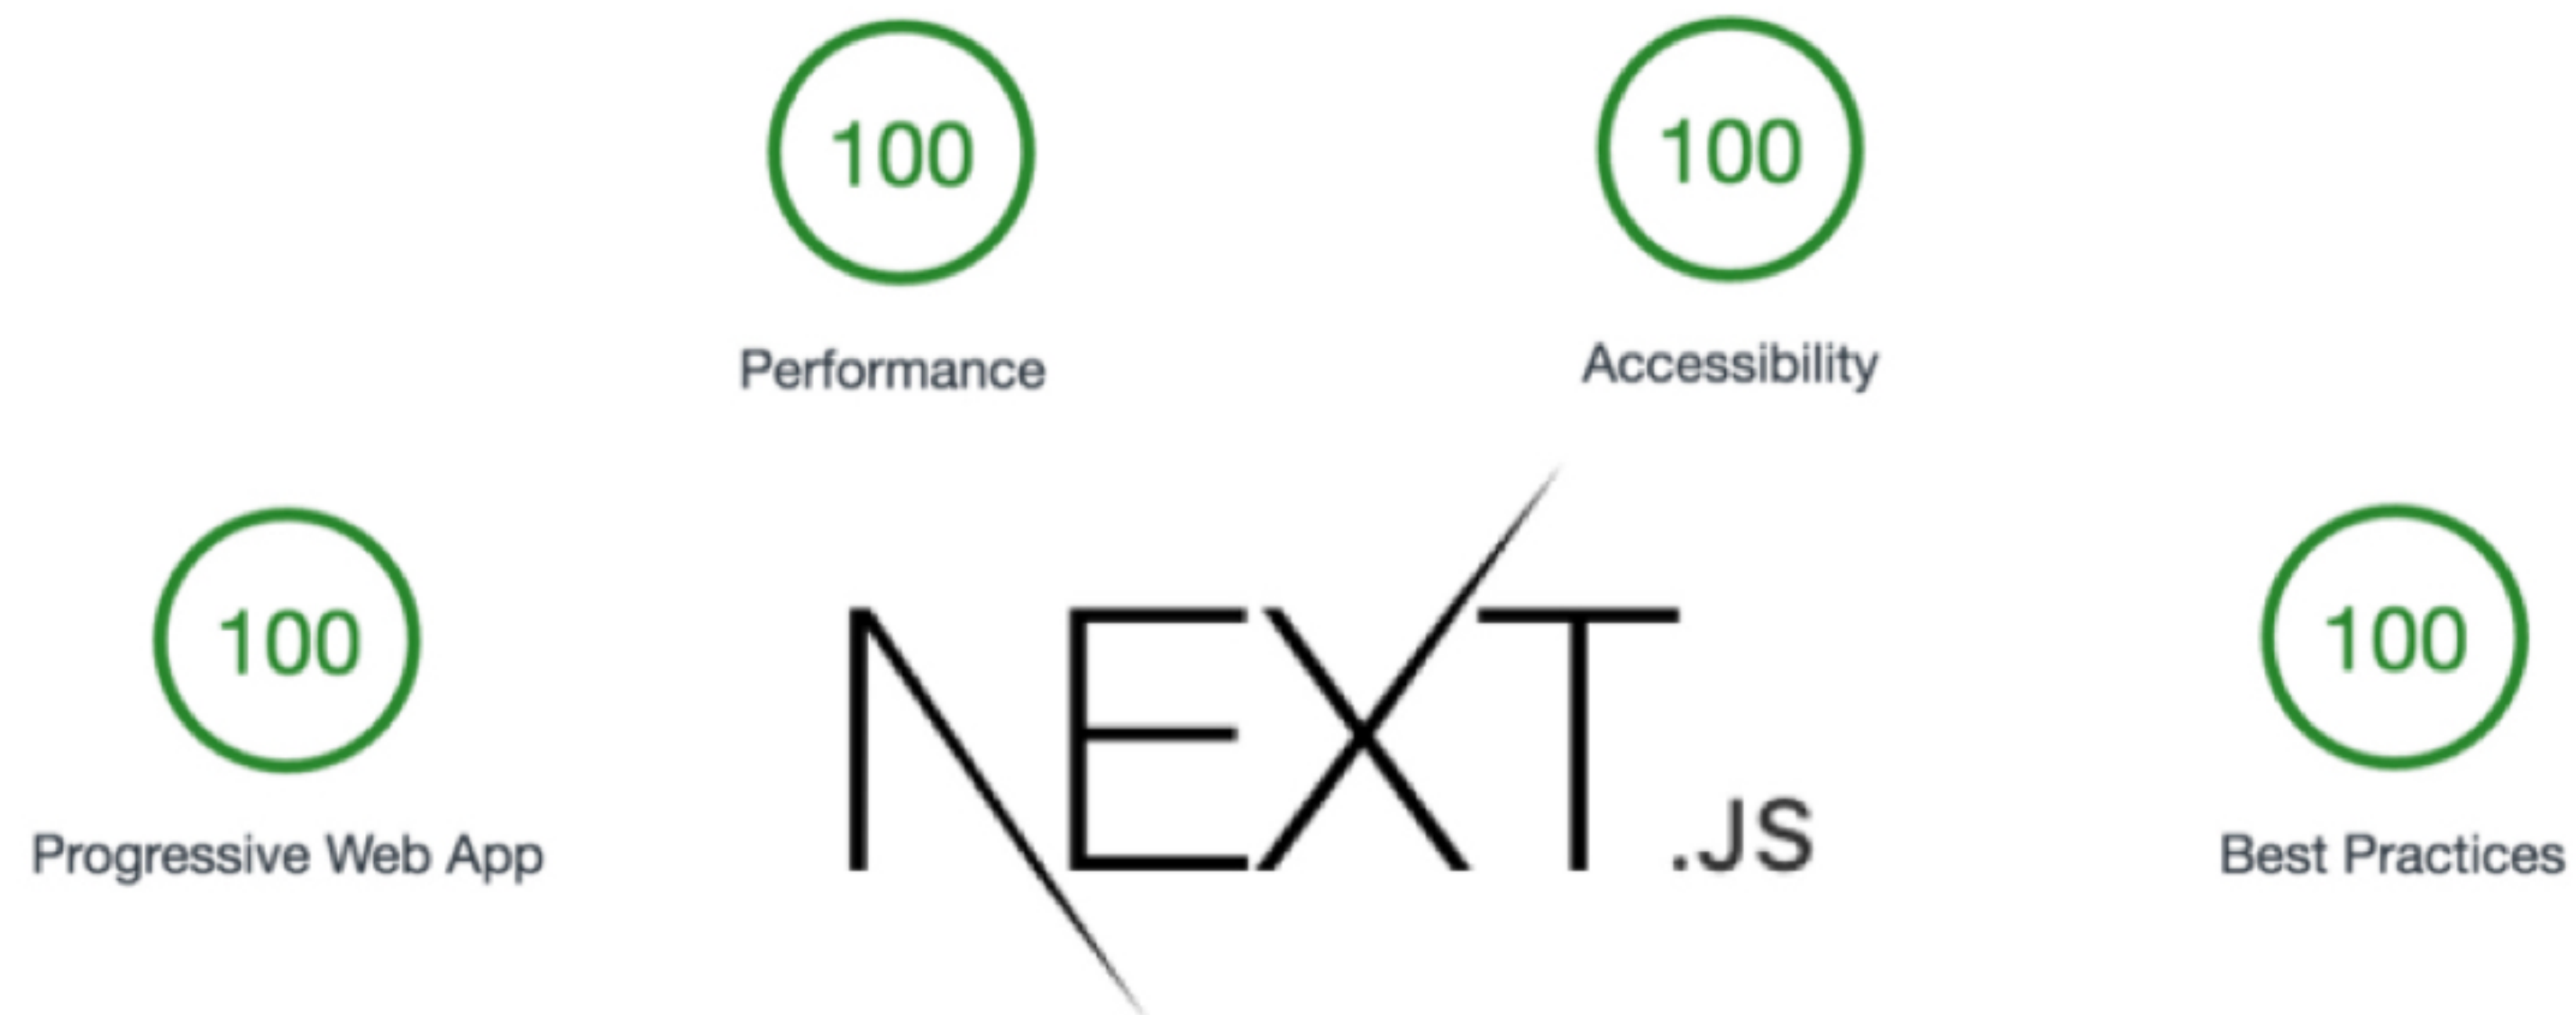 100
Performance
100
Accessibility
100
Progressive Web App
NEXT.JS
100
Best Practices